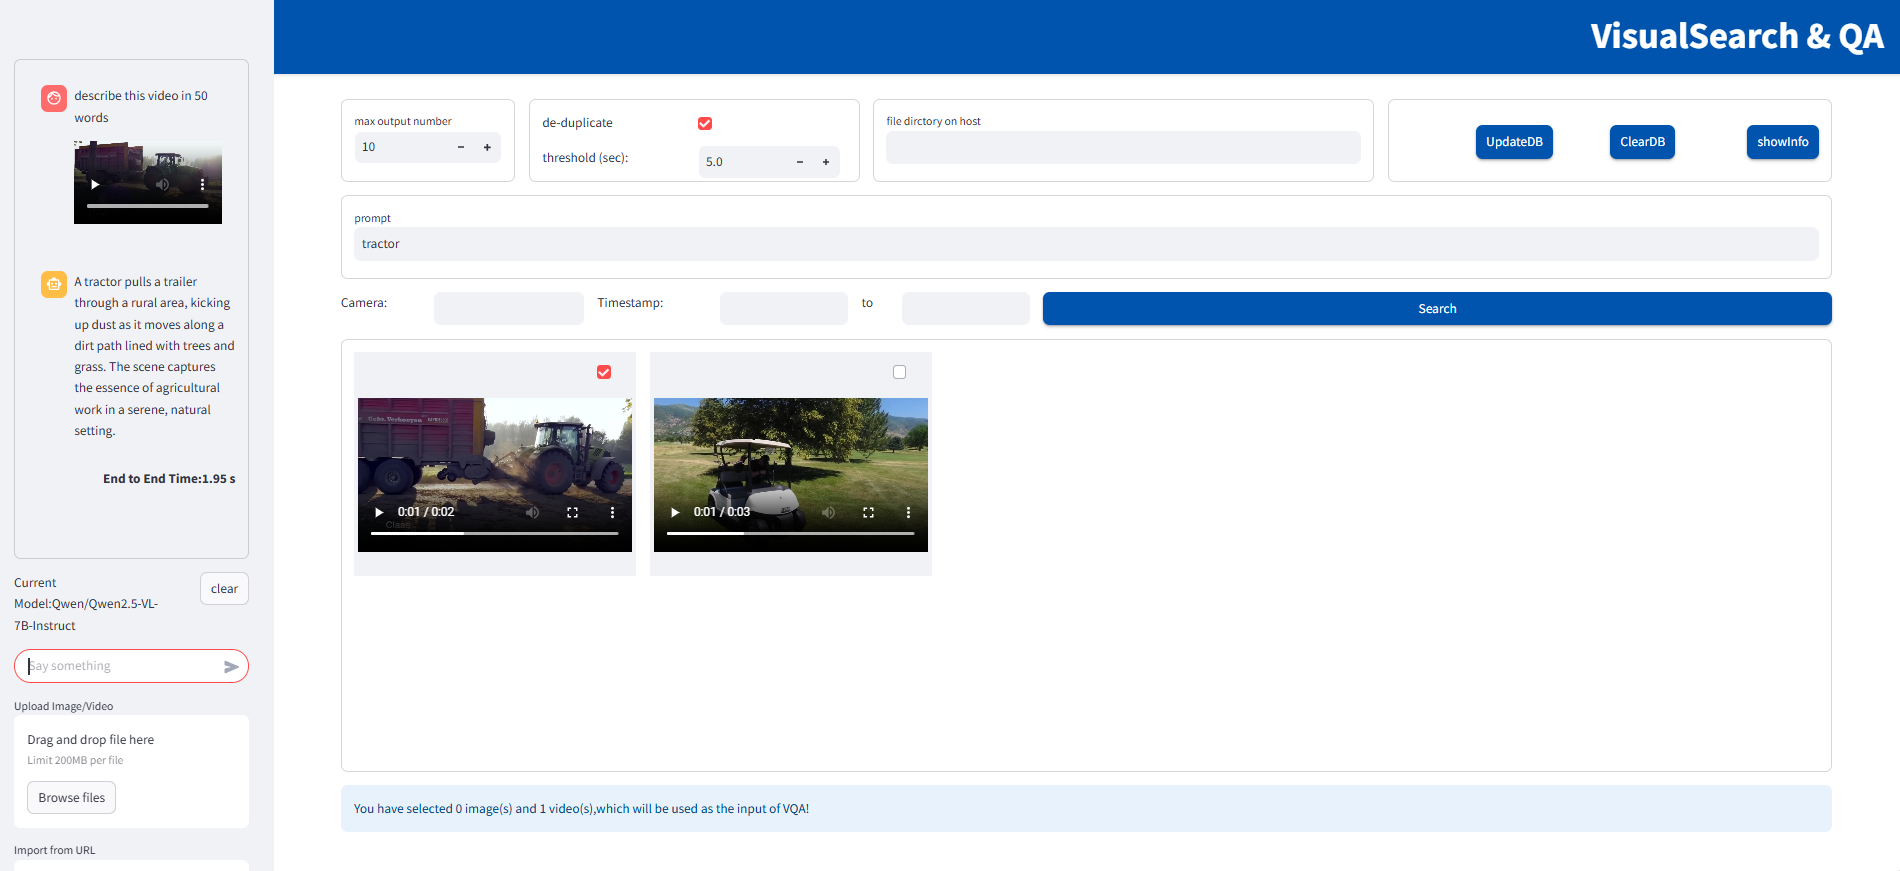 VisualSearch & QA
describe this video in 50
words
A tractor pulls a trailer
through a rural area, kicking
up dust as it moves along a
dirt path lined with trees and
grass. The scene captures
the essence of agricultural
work in a serene, natural
setting.
End to End Time:1.95 s
Current
Model:Qwen/Qwen2.5-VL-
7B-Instruct
clear
Say something
Upload Image/Video
Drag and drop file here
Limit 200MB per file
Browse files
Import from URL
max output number
10
de-duplicate
threshold (sec):
5.0
file dirctory on host
UpdateDB
ClearDB
showInfo
prompt
tractor
Camera:
Timestamp:
to
Search
0:01 / 0:02
Claas
0:01 / 0:03
You have selected 0 image(s) and 1 video(s),which will be used as the input of VQA!